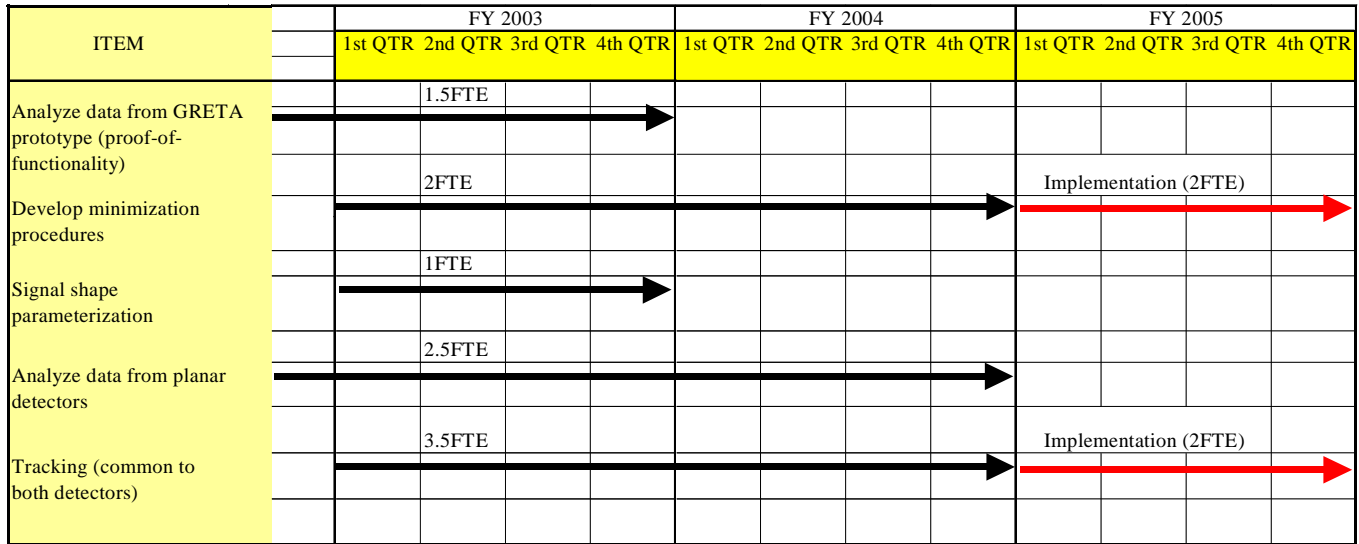 FY 2003 FY 2004 FY 2005
ITEM 1st QTR 2nd QTR 3rd QTR 4th QTR 1st QTR 2nd QTR 3rd QTR 4th QTR 1st QTR 2nd QTR 3rd QTR 4th QTR
1.5FTE
Analyze data from GRETA
prototype (proof-of-
functionality)
2FTE Implementation (2FTE)
Develop minimization
procedures
1FTE
Signal shape
parameterization
2.5FTE
Analyze data from planar
detectors
3.5FTE Implementation (2FTE)
Tracking (common to
both detectors)